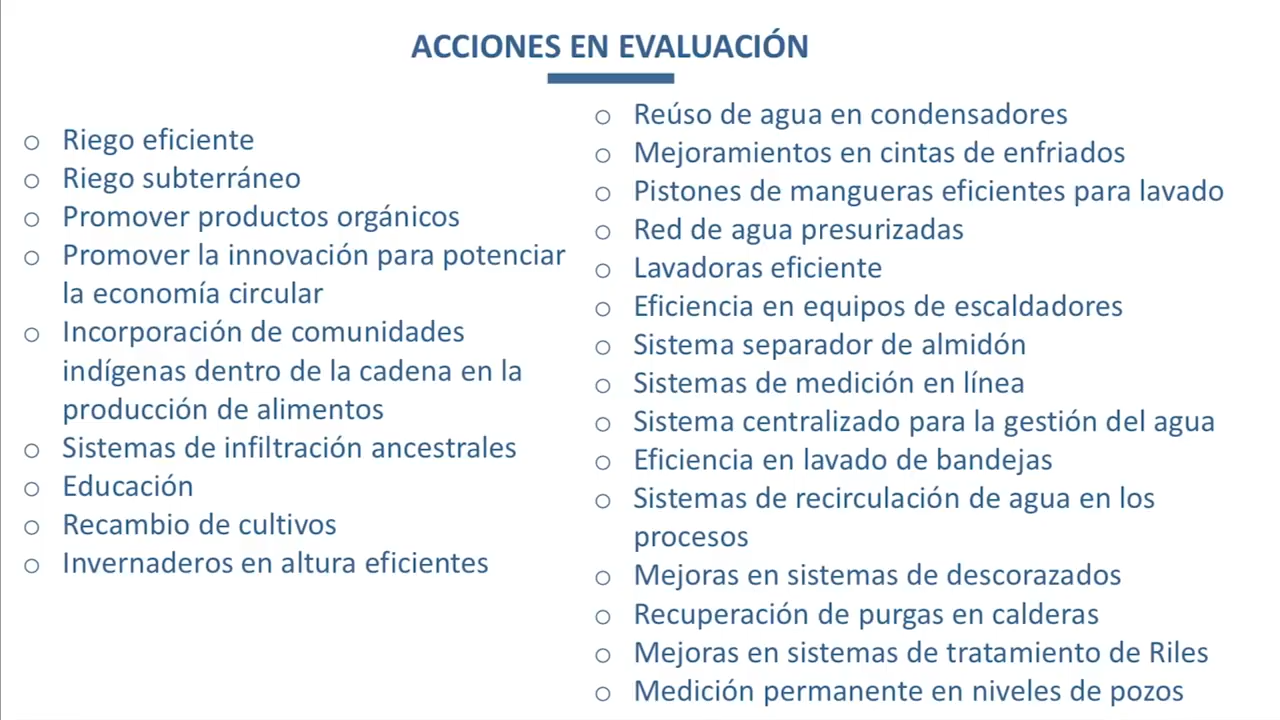 ACCIONES EN EVALUACIÓN
o Riego eficiente
o Riego subterráneo
o Promover productos orgánicos
o Promover la innovación para potenciar
la economía circular
o Incorporación de comunidades
indígenas dentro de la cadena en la
producción de alimentos
o Sistemas de infiltración ancestrales
o Educación
o Recambio de cultivos
o Invernaderos en altura eficientes
o Reúso de agua en condensadores
o Mejoramientos en cintas de enfriados
o Pistones de mangueras eficientes para lavado
o Red de agua presurizadas
o Lavadoras eficiente
o Eficiencia en equipos de escaldadores
o Sistema separador de almidón
o Sistemas de medición en línea
o Sistema centralizado para la gestión del agua
o Eficiencia en lavado de bandejas
o Sistemas de recirculación de agua en los
procesos
o Mejoras en sistemas de descorazados
o Recuperación de purgas en calderas
o Mejoras en sistemas de tratamiento de Riles
o Medición permanente en niveles de pozos